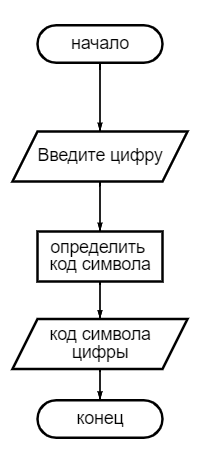 начало
Введите цифру
определить
код символа
код символа
цифры
конец